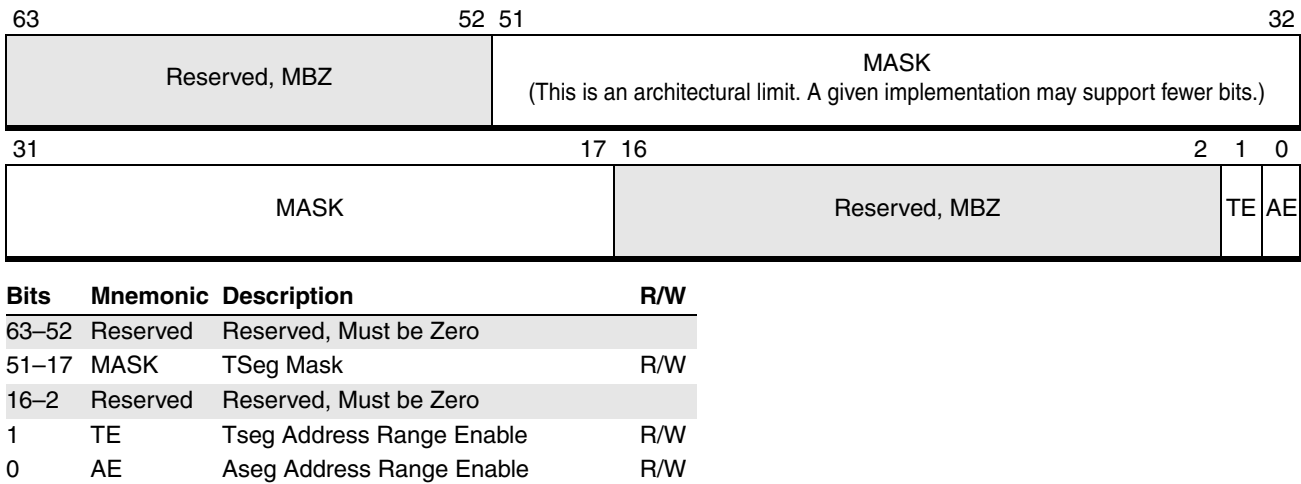 63 52 51 32
Reserved, MBZ
MASK
(This is an architectural limit. A given implementation may support fewer bits.)
31 17 16 2 1 0
MASK Reserved, MBZ TE AE
Bits Mnemonic Description R/W
63–52 Reserved Reserved, Must be Zero
51–17 MASK TSeg Mask R/W
16–2 Reserved Reserved, Must be Zero
1 TE Tseg Address Range Enable R/W
0 AE Aseg Address Range Enable R/W